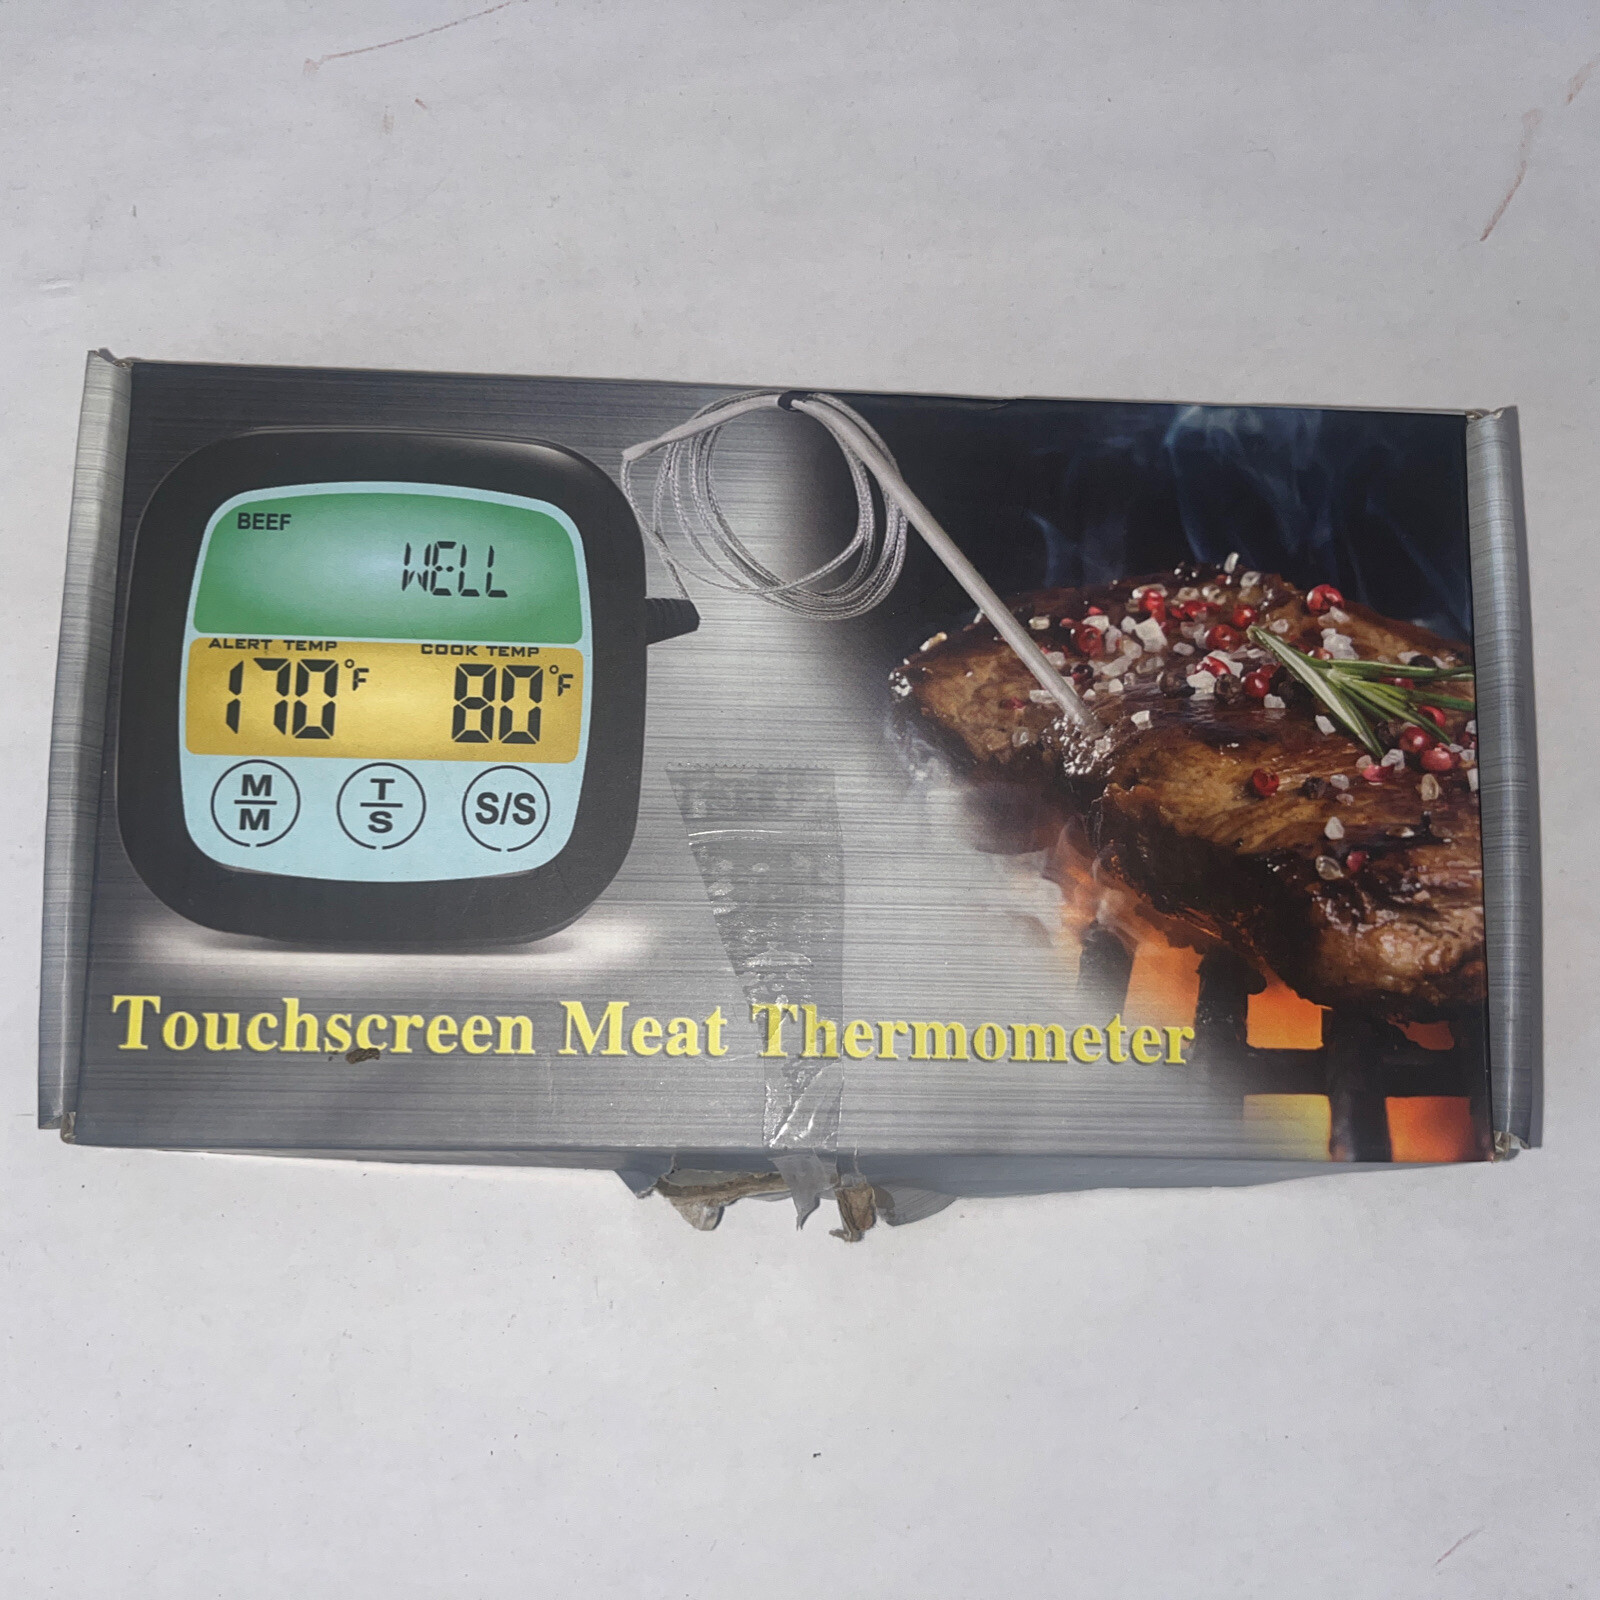 BEEF
WELL
ALERT TEMP COOK TEMP
170°F 80°F
M T S/S
M S
Touchscreen Meat Thermometer